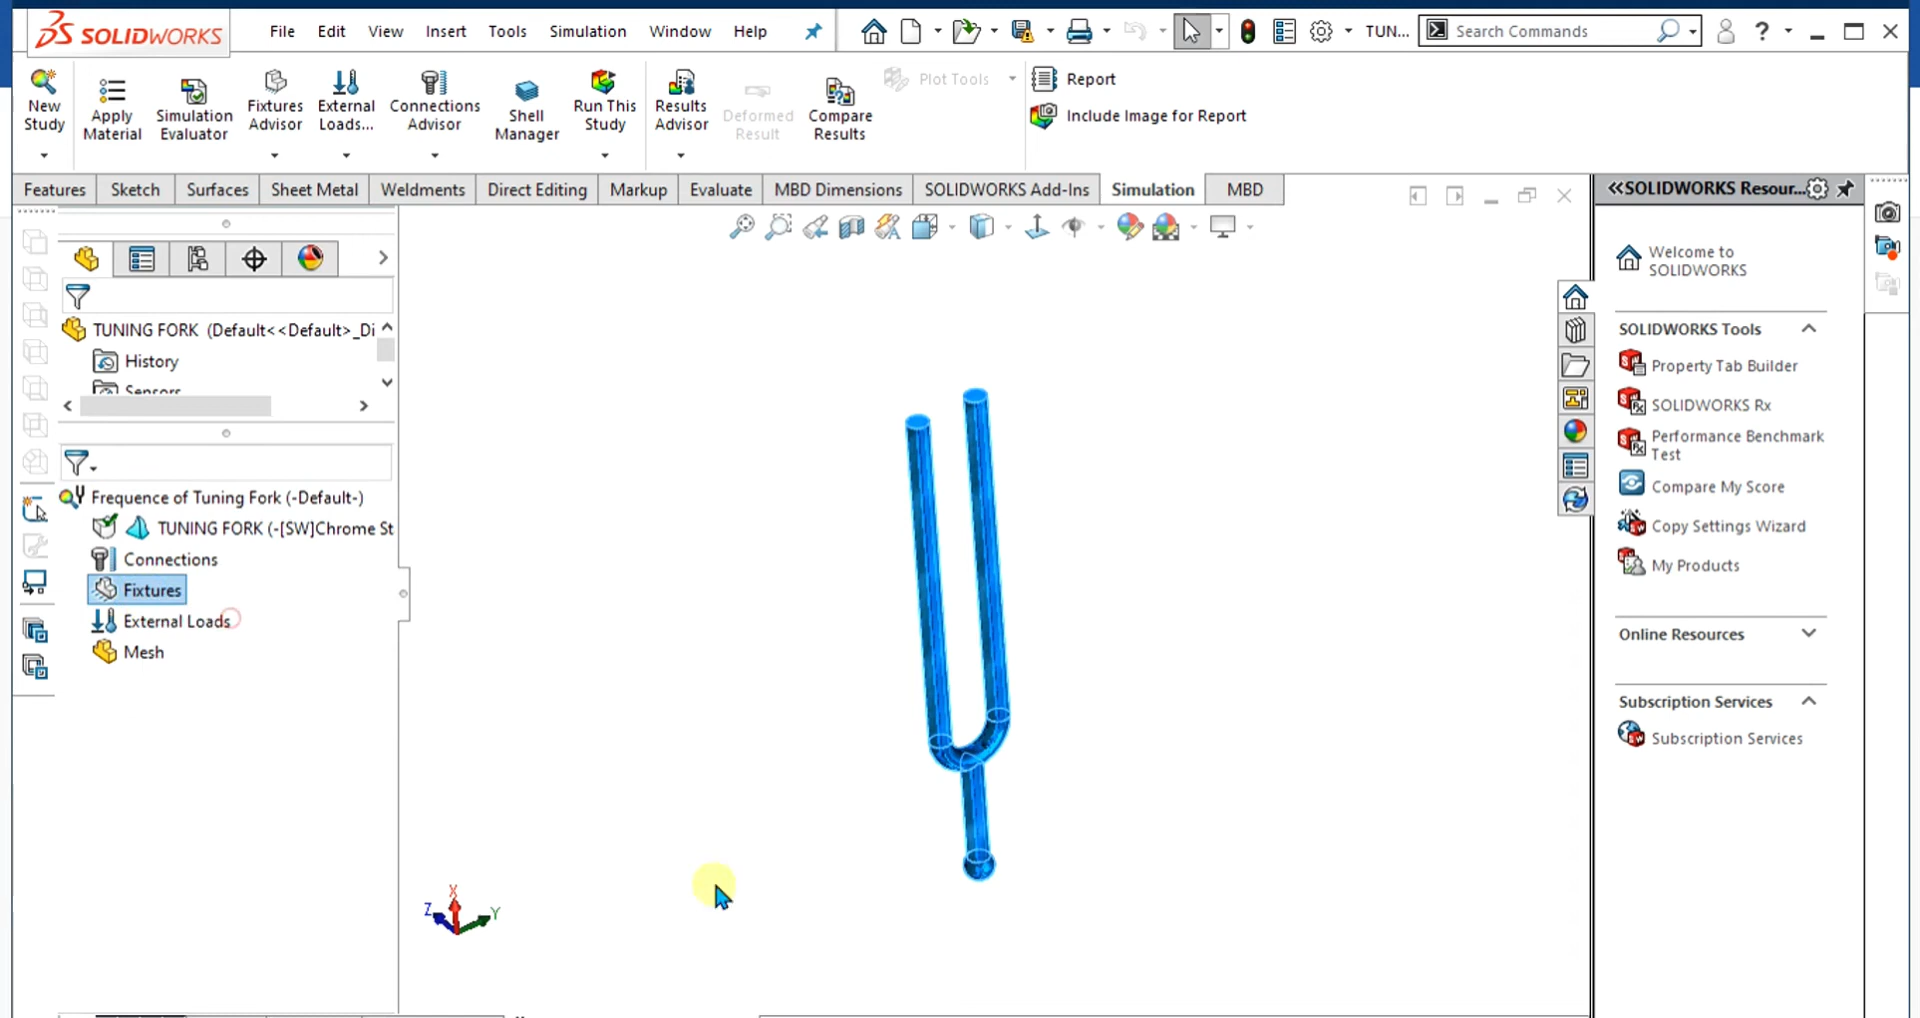 SOLIDWORKS
File Edit View Insert Tools Simulation Window Help
TUN...
Search Commands
?
New Study
Apply Material
Simulation Evaluator
Fixtures Advisor
External Loads...
Connections Advisor
Shell Manager
Run This Study
Results Advisor
Deformed Result
Compare Results
Plot Tools
Report
Include Image for Report
Features Sketch Surfaces Sheet Metal Weldments Direct Editing Markup Evaluate MBD Dimensions SOLIDWORKS Add-Ins Simulation MBD
TUNING FORK (Default<<Default>_Di
History
Sensors
Frequence of Tuning Fork (-Default-)
TUNING FORK (-[SW]Chrome St
Connections
Fixtures
External Loads
Mesh
X
Z
Y
SOLIDWORKS Resour...
Welcome to
SOLIDWORKS
SOLIDWORKS Tools
Property Tab Builder
SOLIDWORKS Rx
Performance Benchmark
Test
Compare My Score
Copy Settings Wizard
My Products
Online Resources
Subscription Services
Subscription Services